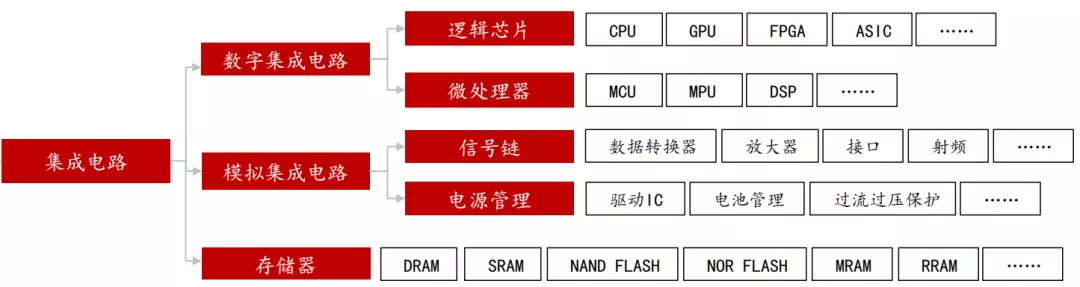 集成电路
数字集成电路
逻辑芯片
CPU
GPU
FPGA
ASIC
……
微处理器
MCU
MPU
DSP
……
模拟集成电路
信号链
数据转换器
放大器
接口
射频
……
电源管理
驱动IC
电池管理
过流过压保护
……
存储器
DRAM
SRAM
NAND FLASH
NOR FLASH
MRAM
RRAM
……